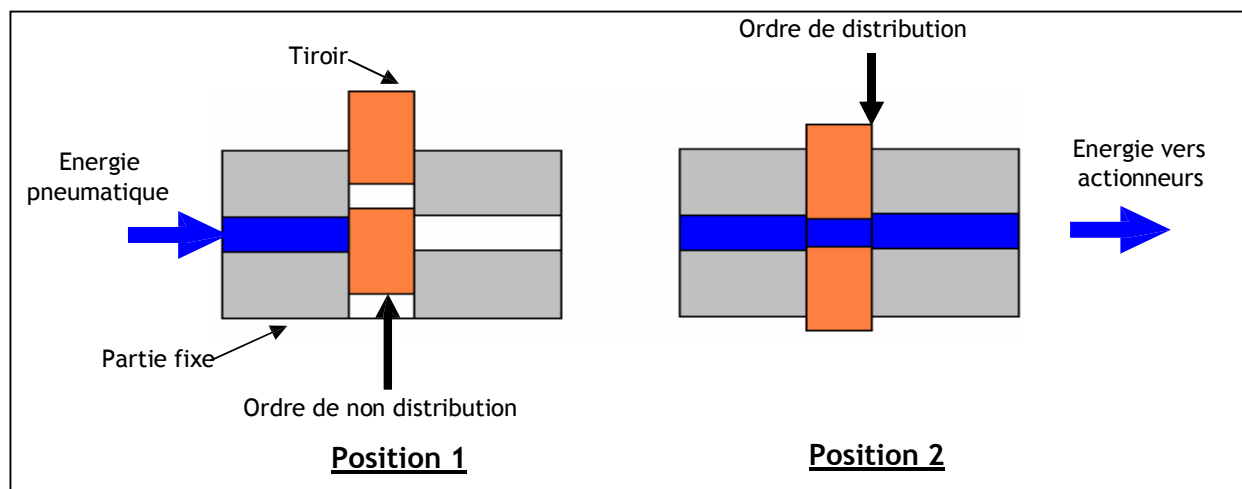 Tiroir
Energie
pneumatique
Partie fixe
Ordre de non distribution
Position 1
Ordre de distribution
Energie vers
actionneurs
Position 2